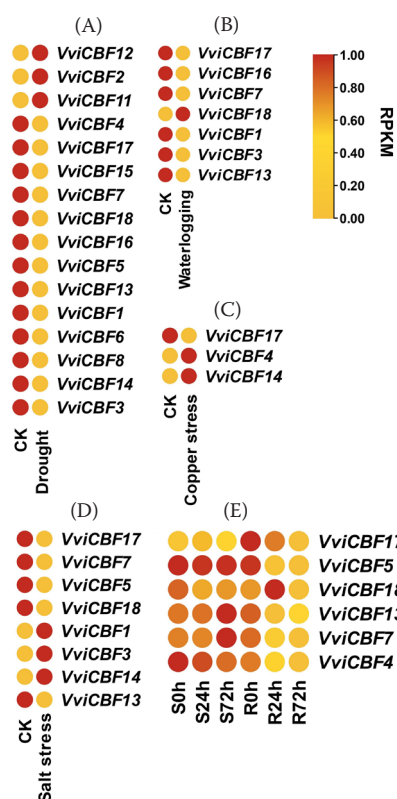 (A)
VviCBF12
VviCBF2
VviCBF11
VviCBF4
VviCBF17
VviCBF15
VviCBF7
VviCBF18
VviCBF16
VviCBF5
VviCBF13
VviCBF1
VviCBF6
VviCBF8
VviCBF14
VviCBF3
CK
Drought
(B)
VviCBF17
VviCBF16
VviCBF7
VviCBF18
VviCBF1
VviCBF3
VviCBF13
CK
Waterlogging
1.00
0.80
0.60
0.40
0.20
0.00
RPKM
(C)
VviCBF17
VviCBF4
VviCBF14
CK
Copper stress
(D)
VviCBF17
VviCBF7
VviCBF5
VviCBF18
VviCBF1
VviCBF3
VviCBF14
VviCBF13
CK
Salt stress
(E)
VviCBF17
VviCBF5
VviCBF18
VviCBF13
VviCBF7
VviCBF4
S0h
S24h
S72h
R0h
R24h
R72h